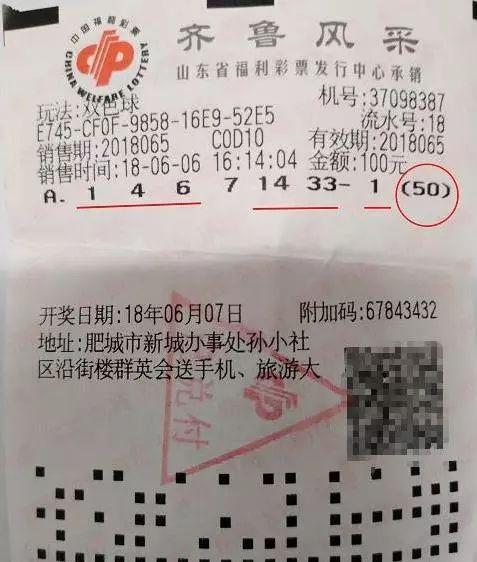 中国福利彩票
CHINA WELFARE LOTTERY
齐鲁风采
山东省福利彩票发行中心承销
机号:37098387
玩法:双色球
流水号:18
E745-CF0F-9858-16E9-52E5
销售期:2018065 COD10 有效期:2018065
销售时间:18-06-06 16:14:04 金额:100元
A. 1 4 6 7 14 33- 1 (50)
开奖日期:18年06月07日 附加码:67843432
地址:肥城市新城办事处孙小社
区沿街楼群英会送手机、旅游大
已兑付